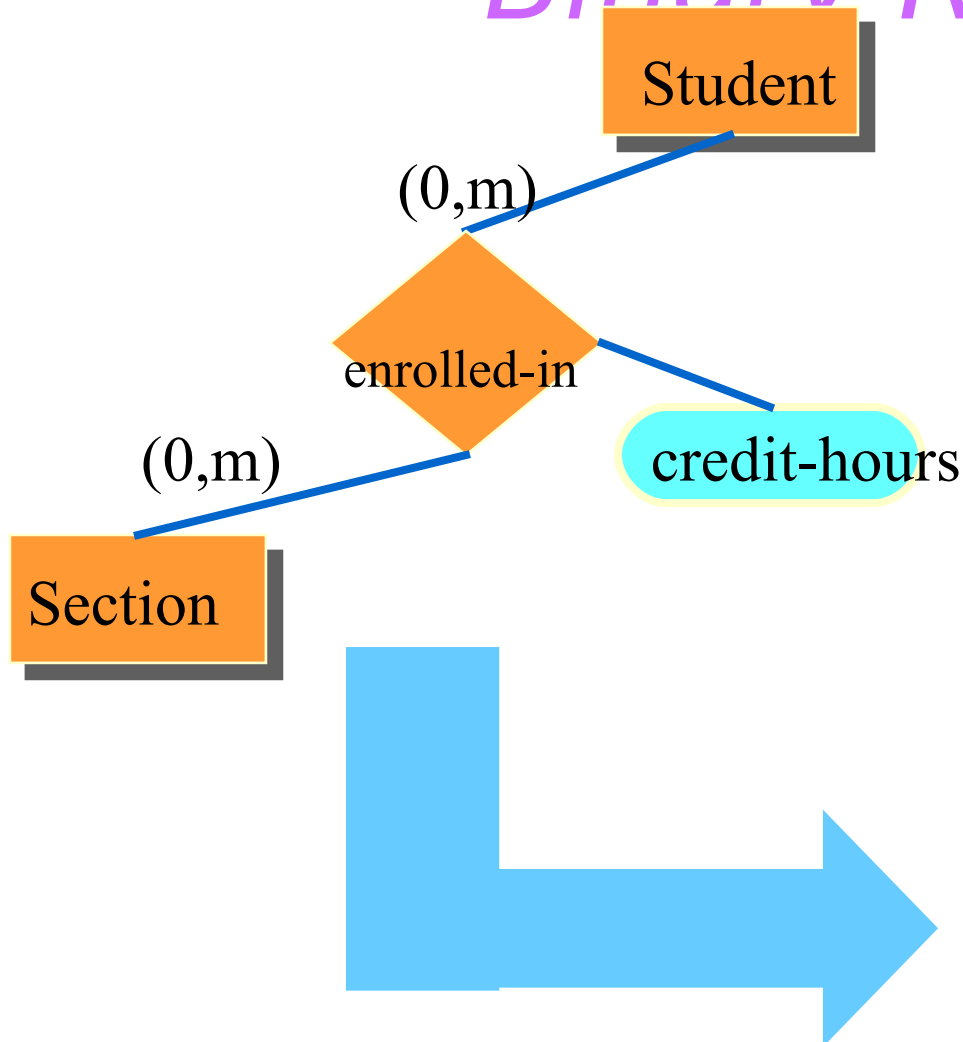 Student
(0,m)
enrolled-in
(0,m)
credit-hours
Section